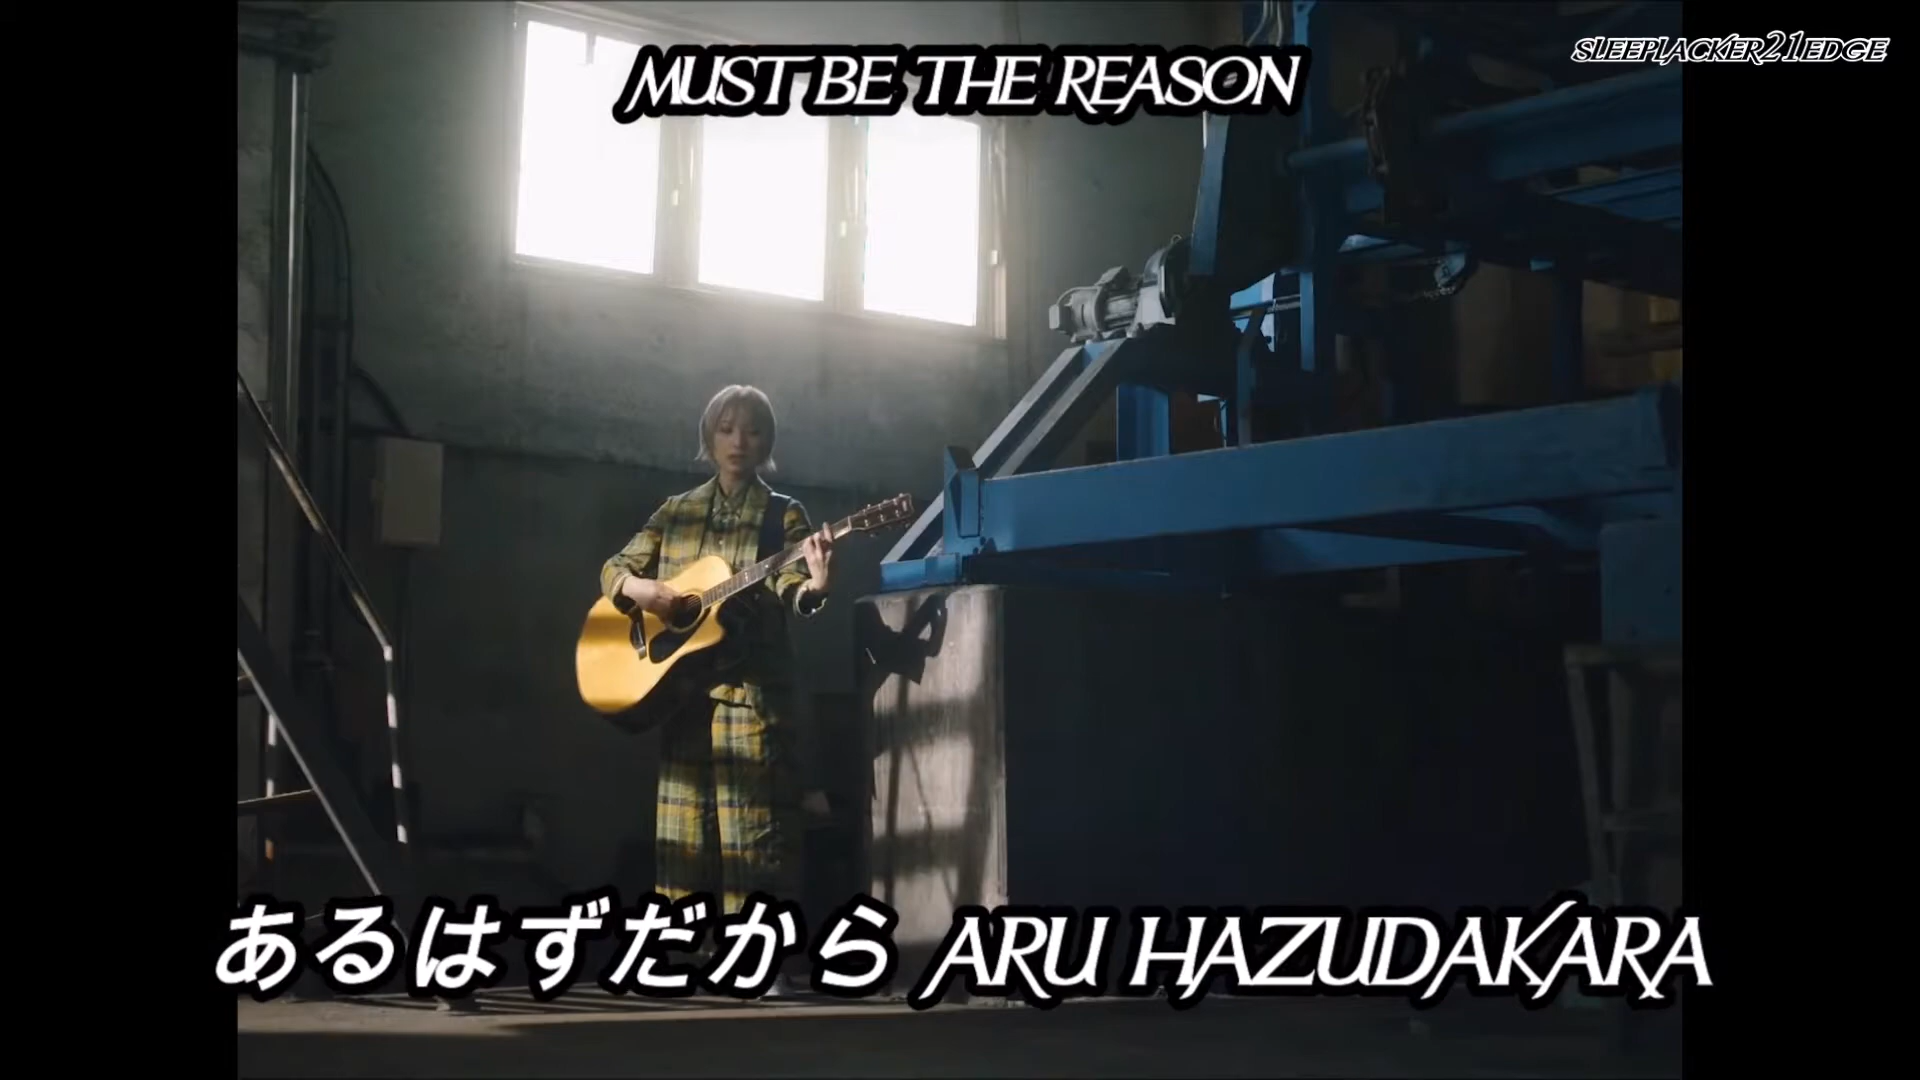 SLEEPLACKER21EDGE
MUST BE THE REASON
あるはずだから ARU HAZUDAKARA